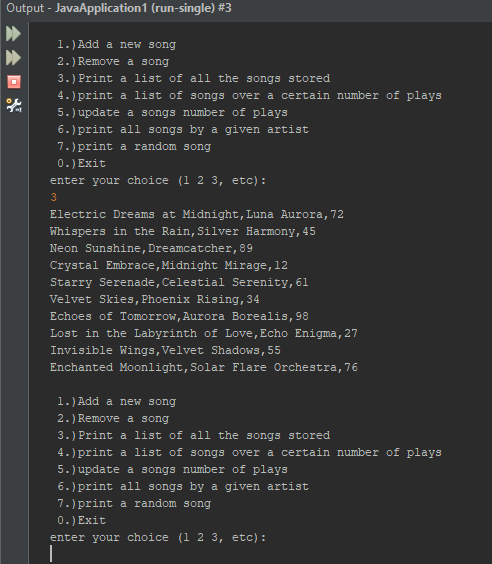 Output - JavaApplication1 (run-single) #3
1.)Add a new song
2.)Remove a song
3.)Print a list of all the songs stored
4.)print a list of songs over a certain number of plays
5.)update a songs number of plays
6.)print all songs by a given artist
7.)print a random song
0.)Exit
enter your choice (1 2 3, etc):
3
Electric Dreams at Midnight,Luna Aurora,72
Whispers in the Rain,Silver Harmony,45
Neon Sunshine,Dreamcatcher,89
Crystal Embrace,Midnight Mirage,12
Starry Serenade,Celestial Serenity,61
Velvet Skies,Phoenix Rising,34
Echoes of Tomorrow,Aurora Borealis,98
Lost in the Labyrinth of Love,Echo Enigma,27
Invisible Wings,Velvet Shadows,55
Enchanted Moonlight,Solar Flare Orchestra,76
1.)Add a new song
2.)Remove a song
3.)Print a list of all the songs stored
4.)print a list of songs over a certain number of plays
5.)update a songs number of plays
6.)print all songs by a given artist
7.)print a random song
0.)Exit
enter your choice (1 2 3, etc):